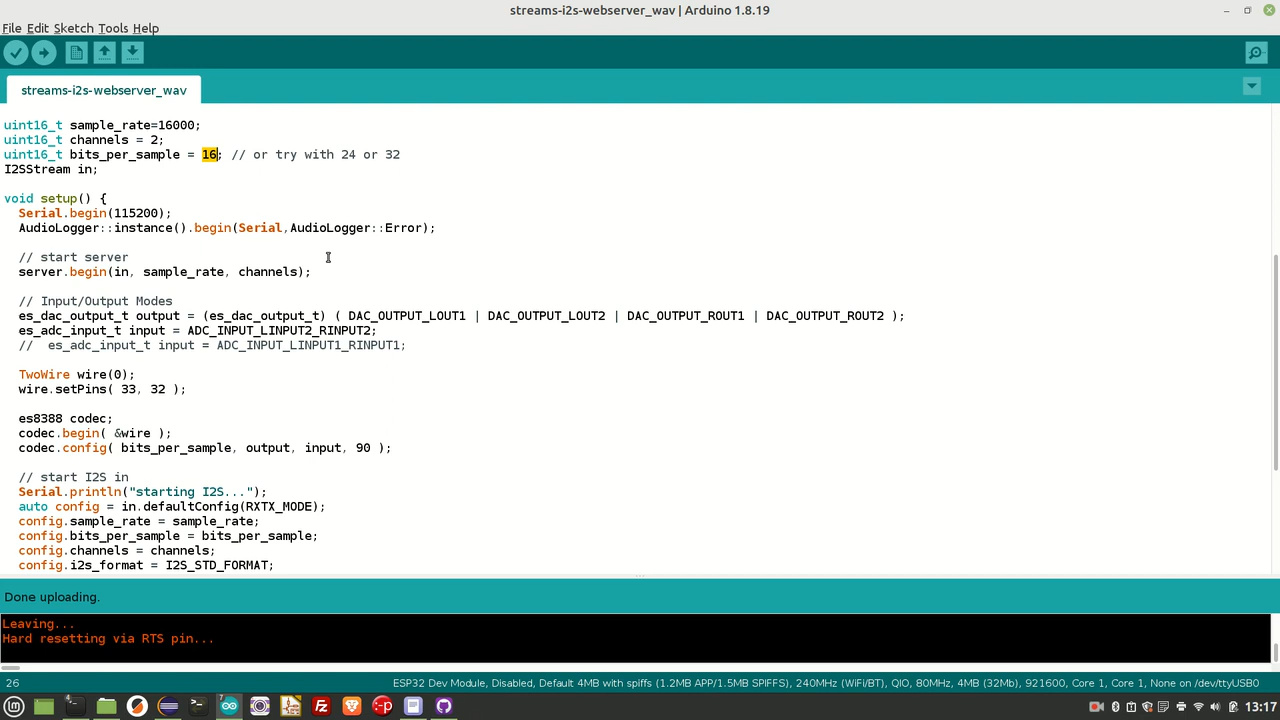 streams-i2s-webserver_wav | Arduino 1.8.19
File Edit Sketch Tools Help
streams-i2s-webserver_wav
uint16_t sample_rate=16000;
uint16_t channels = 2;
uint16_t bits_per_sample = 16; // or try with 24 or 32
I2SStream in;
void setup() {
Serial.begin(115200);
AudioLogger::instance().begin(Serial,AudioLogger::Error);
// start server
server.begin(in, sample_rate, channels);
// Input/Output Modes
es_dac_output_t output = (es_dac_output_t) ( DAC_OUTPUT_LOUT1 | DAC_OUTPUT_LOUT2 | DAC_OUTPUT_ROUT1 | DAC_OUTPUT_ROUT2 );
es_adc_input_t input = ADC_INPUT_LINPUT2_RINPUT2;
//  es_adc_input_t input = ADC_INPUT_LINPUT1_RINPUT1;
TwoWire wire(0);
wire.setPins( 33, 32 );
es8388 codec;
codec.begin( &wire );
codec.config( bits_per_sample, output, input, 90 );
// start I2S in
Serial.println("starting I2S...");
auto config = in.defaultConfig(RXTX_MODE);
config.sample_rate = sample_rate;
config.bits_per_sample = bits_per_sample;
config.channels = channels;
config.i2s_format = I2S_STD_FORMAT;
Done uploading.
Leaving...
Hard resetting via RTS pin...
26 ESP32 Dev Module, Disabled, Default 4MB with spiffs (1.2MB APP/1.5MB SPIFFS), 240MHz (WiFi/BT), QIO, 80MHz, 4MB (32Mb), 921600, Core 1, Core 1, None on /dev/ttyUSB0
13:17